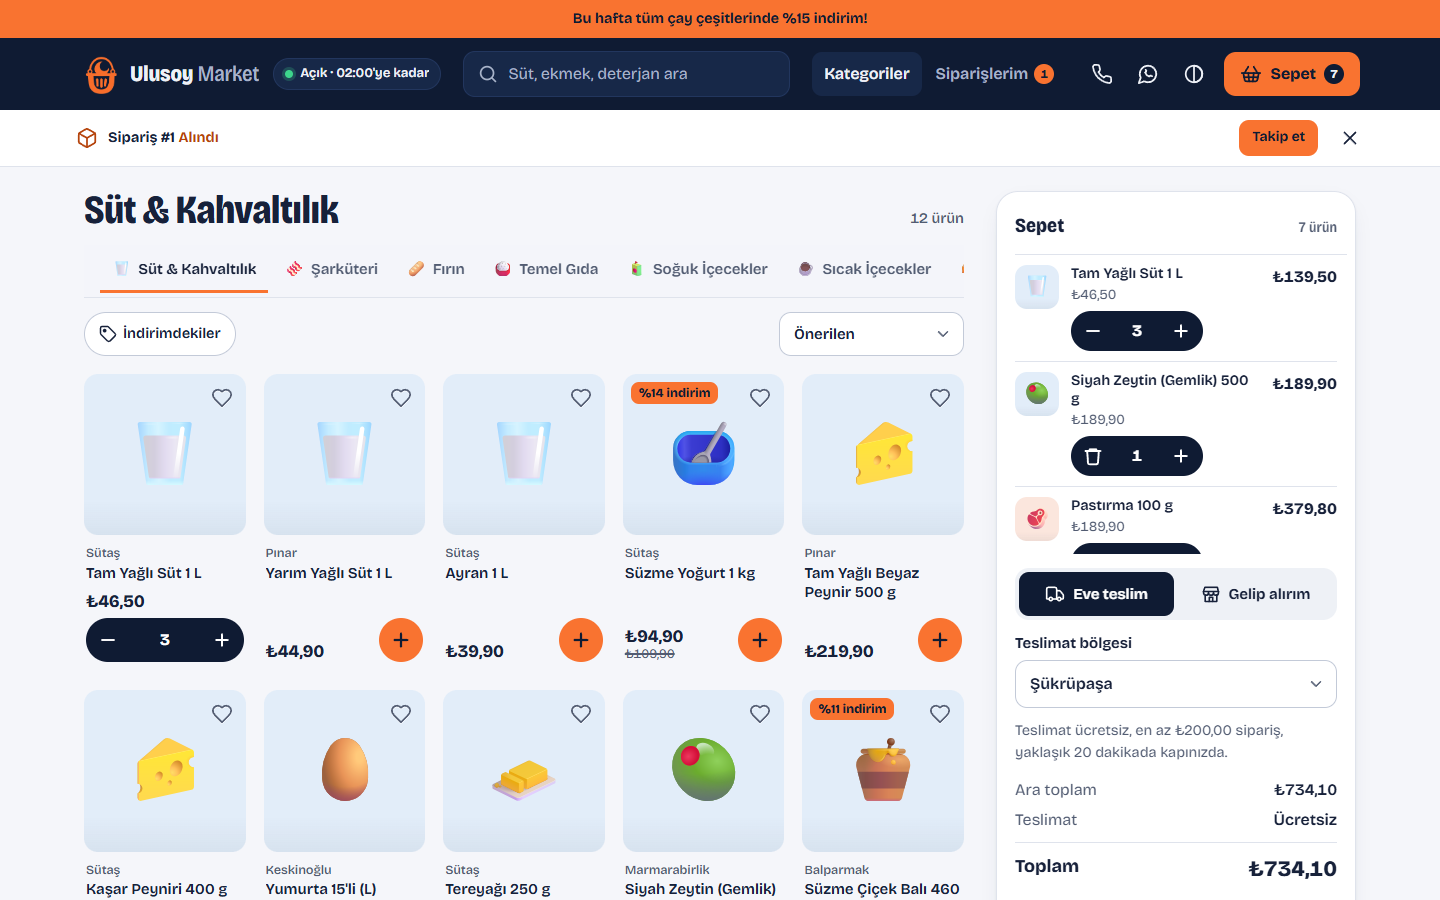 Bu hafta tüm çay çeşitlerinde %15 indirim!
Ulusoy Market
Açık · 02:00'ye kadar
Süt, ekmek, deterjan ara
Kategoriler
Siparişlerim 1
Sepet 7
Sipariş #1 Alındı
Takip et
Süt & Kahvaltılık
12 ürün
Süt & Kahvaltılık
Şarküteri
Fırın
Temel Gıda
Soğuk İçecekler
Sıcak İçecekler
İndirimdekiler
Önerilen
Sütaş
Tam Yağlı Süt 1 L
₺46,50
3
Pınar
Yarım Yağlı Süt 1 L
₺44,90
Sütaş
Ayran 1 L
₺39,90
%14 indirim
Sütaş
Süzme Yoğurt 1 kg
₺94,90
₺109,90
Pınar
Tam Yağlı Beyaz
Peynir 500 g
₺219,90
Sütaş
Kaşar Peyniri 400 g
Keskinoğlu
Yumurta 15'li (L)
Sütaş
Tereyağı 250 g
Marmarabirlik
Siyah Zeytin (Gemlik)
%11 indirim
Balparmak
Süzme Çiçek Balı 460
Sepet
7 ürün
Tam Yağlı Süt 1 L
₺139,50
₺46,50
3
Siyah Zeytin (Gemlik) 500
g
₺189,90
₺189,90
1
Pastırma 100 g
₺379,80
₺189,90
Eve teslim
Gelip alırım
Teslimat bölgesi
Şükrüpaşa
Teslimat ücretsiz, en az ₺200,00 sipariş,
yaklaşık 20 dakikada kapınızda.
Ara toplam ₺734,10
Teslimat Ücretsiz
Toplam ₺734,10